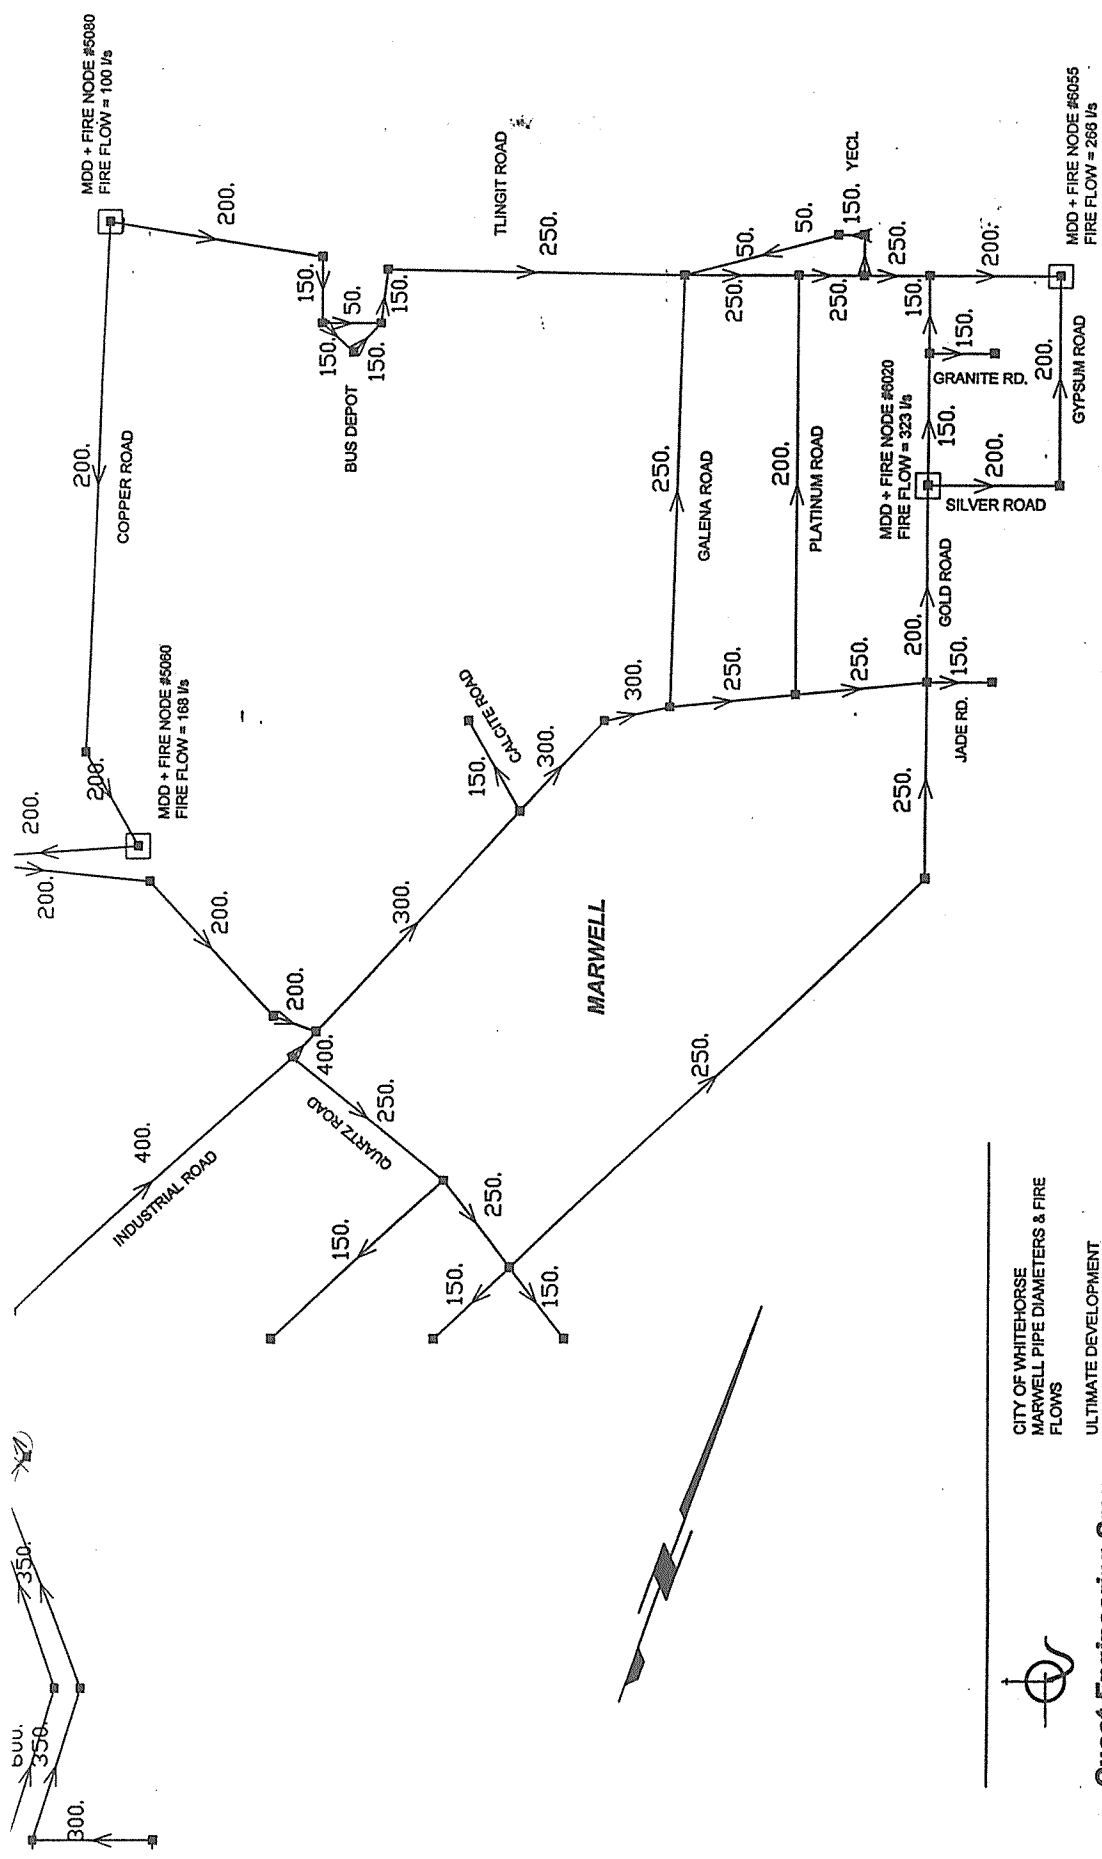 MDD + FIRE NODE #5080
FIRE FLOW = 100 l/s
200.
200.
COPPER ROAD
200.
MDD + FIRE NODE #5060
FIRE FLOW = 168 l/s
200.
200.
200.
200.
150.
50.
150.
150.
150.
BUS DEPOT
TLINGIT ROAD
250.
50.
50.
150. YECL
250.
250.
250.
200.
MDD + FIRE NODE #6055
FIRE FLOW = 266 l/s
150.
150.
GRANITE RD.
200.
GYPSUM ROAD
MDD + FIRE NODE #6020
FIRE FLOW = 323 l/s
150.
200.
SILVER ROAD
250.
GALENA ROAD
200.
PLATINUM ROAD
200.
GOLD ROAD
150.
JADE RD.
300.
250.
250.
CALCITE ROAD
150.
300.
300.
250.
MARWELL
400.
400.
INDUSTRIAL ROAD
250.
QUARTZ ROAD
250.
150.
150.
150.
250.
350.
600.
350.
300.
CITY OF WHITEHORSE
MARWELL PIPE DIAMETERS & FIRE
FLOWS
ULTIMATE DEVELOPMENT